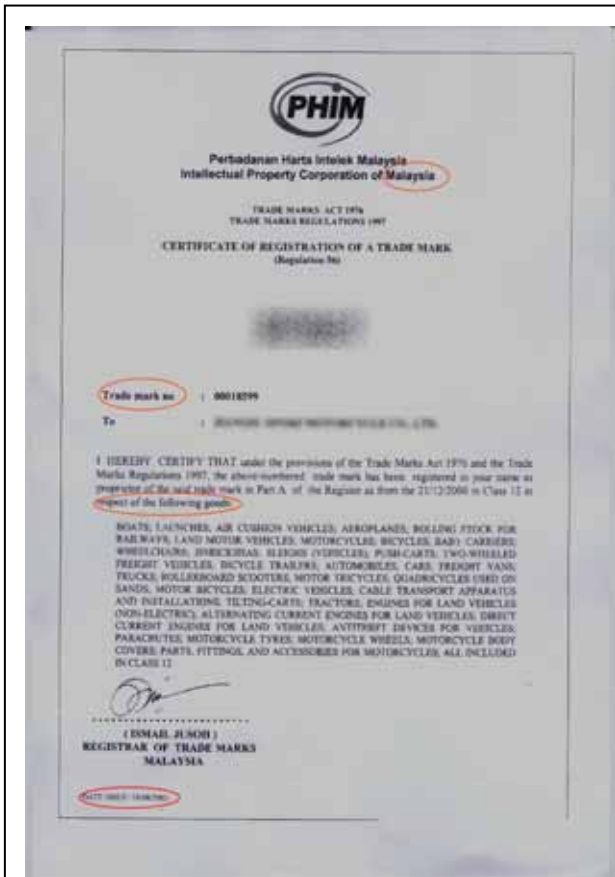 PHIM
Perbadanan Harta Intelek Malaysia
Intellectual Property Corporation of Malaysia
TRADE MARKS ACT 1976
TRADE MARKS REGULATIONS 1997
CERTIFICATE OF REGISTRATION OF A TRADE MARK
(Regulation 56)
Trade mark no : 00018599
To :
I HEREBY CERTIFY THAT under the provisions of the Trade Marks Act 1976 and the Trade
Marks Regulations 1997, the above-numbered trade mark has been registered in your name as
proprietor of the said trade mark in Part A of the Register as from the 21/12/2000 in Class 12 in
respect of the following goods
BOATS; LAUNCHES; AIR CUSHION VEHICLES; AEROPLANES; ROLLING STOCK FOR
RAILWAYS; LAND MOTOR VEHICLES; MOTORCYCLES; BICYCLES; BABY CARRIERS;
WHEELCHAIRS; SLEIGHS (VEHICLES); PUSH-CARTS; TWO-WHEELED
FREIGHT VEHICLES; BICYCLE TRAILERS; AUTOMOBILES; CARS; FREIGHT VANS;
TRUCKS; ROLLERBOARD SCOOTERS; MOTOR TRICYCLES; QUADRICYCLES USED ON
SANDS; MOTOR BICYCLES; ELECTRIC VEHICLES; CABLE TRANSPORT APPARATUS
AND INSTALLATIONS; TILTING-CARTS; TRACTORS; ENGINES FOR LAND VEHICLES
(NON-ELECTRIC); ALTERNATING CURRENT ENGINES FOR LAND VEHICLES; DIRECT
CURRENT ENGINES FOR LAND VEHICLES; ANTITHEFT DEVICES FOR VEHICLES;
PARACHUTES; MOTORCYCLE TYRES; MOTORCYCLE WHEELS; MOTORCYCLE BODY
COVERS; PARTS, FITTINGS, AND ACCESSORIES FOR MOTORCYCLES; ALL INCLUDED
IN CLASS 12
( ISMAIL JUSOH )
REGISTRAR OF TRADE MARKS
MALAYSIA